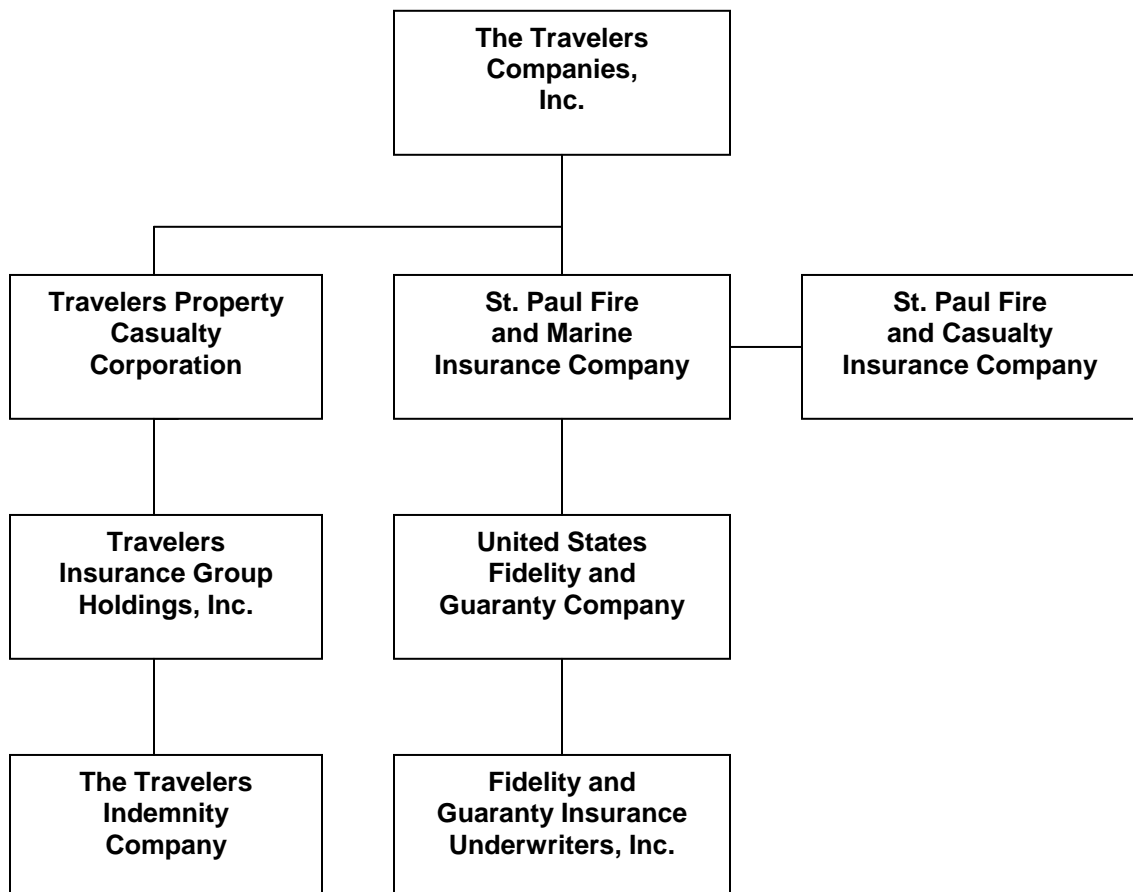 The Travelers
Companies,
Inc.
Travelers Property
Casualty
Corporation
St. Paul Fire
and Marine
Insurance Company
St. Paul Fire
and Casualty
Insurance Company
Travelers
Insurance Group
Holdings, Inc.
United States
Fidelity and
Guaranty Company
The Travelers
Indemnity
Company
Fidelity and
Guaranty Insurance
Underwriters, Inc.